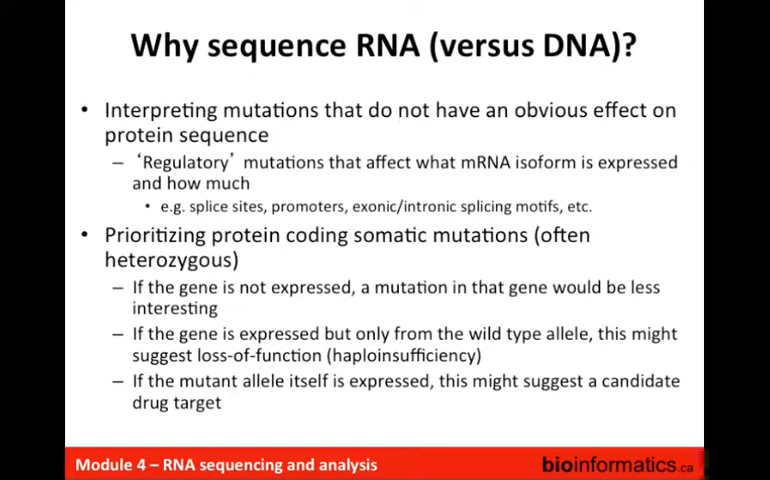 Why sequence RNA (versus DNA)?
• Interpreting mutations that do not have an obvious effect on
protein sequence
– 'Regulatory' mutations that affect what mRNA isoform is expressed
and how much
• e.g. splice sites, promoters, exonic/intronic splicing motifs, etc.
• Prioritizing protein coding somatic mutations (often
heterozygous)
– If the gene is not expressed, a mutation in that gene would be less
interesting
– If the gene is expressed but only from the wild type allele, this might
suggest loss-of-function (haploinsufficiency)
– If the mutant allele itself is expressed, this might suggest a candidate
drug target
Module 4 – RNA sequencing and analysis
bioinformatics.ca